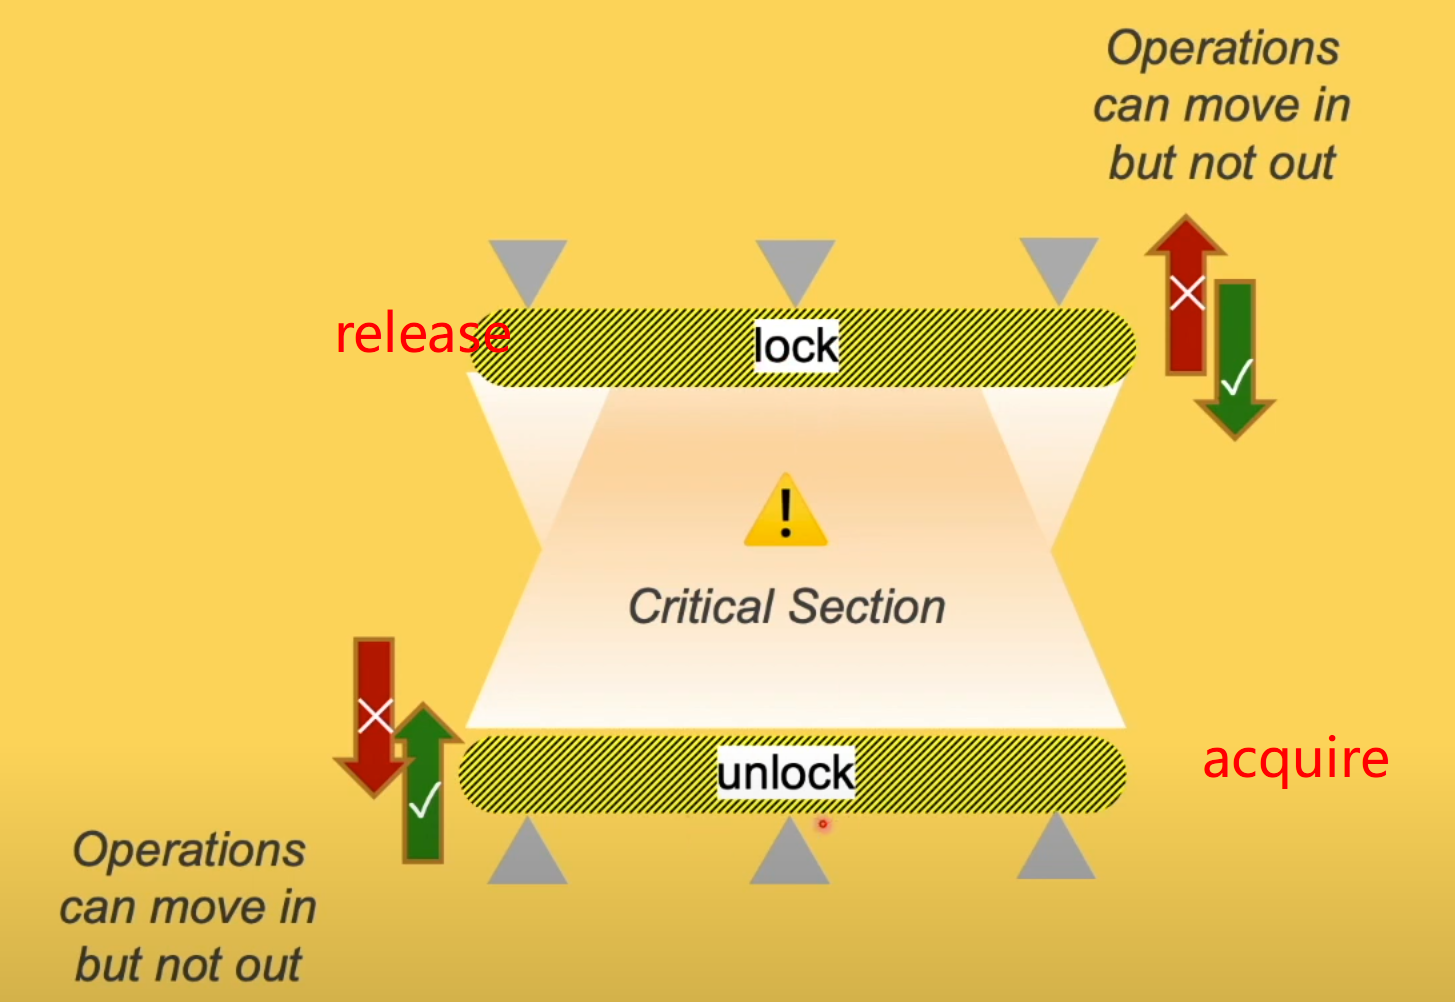 Operations
can move in
but not out
release
lock
Critical Section
unlock
acquire
Operations
can move in
but not out